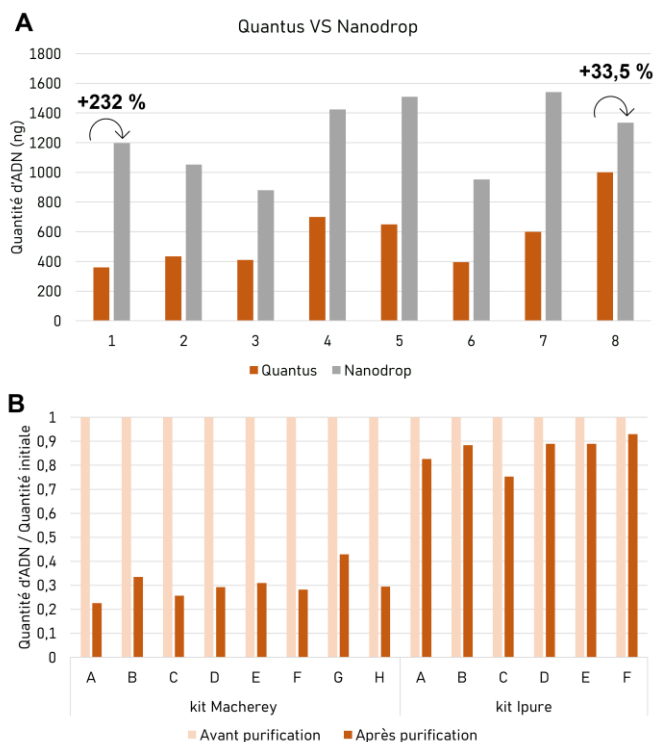 A
Quantus VS Nanodrop
Quantité d'ADN (ng)
1800
1600
1400
1200
1000
800
600
400
200
0
+232 %
+33,5 %
1 2 3 4 5 6 7 8
Quantus Nanodrop
B
Quantité d'ADN / Quantité initiale
1
0,9
0,8
0,7
0,6
0,5
0,4
0,3
0,2
0,1
0
A B C D E F G H A B C D E F
kit Macherey kit Ipure
Avant purification Après purification